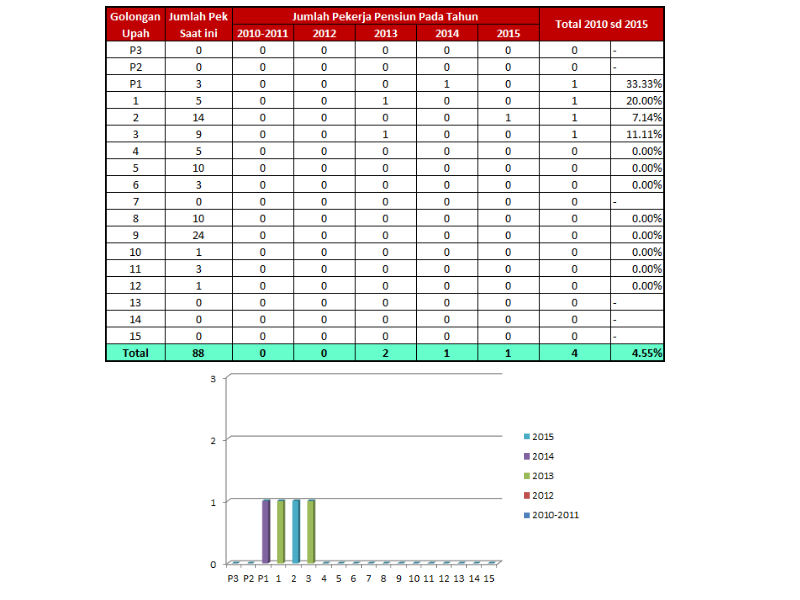 Golongan Upah Jumlah Pek Saat ini Jumlah Pekerja Pensiun Pada Tahun Total 2010 sd 2015
2010-2011 2012 2013 2014 2015
P3 0 0 0 0 0 0 0 -
P2 0 0 0 0 0 0 0 -
P1 3 0 0 0 1 0 1 33.33%
1 5 0 0 1 0 0 1 20.00%
2 14 0 0 0 0 1 1 7.14%
3 9 0 0 1 0 0 1 11.11%
4 5 0 0 0 0 0 0 0.00%
5 10 0 0 0 0 0 0 0.00%
6 3 0 0 0 0 0 0 0.00%
7 0 0 0 0 0 0 0 -
8 10 0 0 0 0 0 0 0.00%
9 24 0 0 0 0 0 0 0.00%
10 1 0 0 0 0 0 0 0.00%
11 3 0 0 0 0 0 0 0.00%
12 1 0 0 0 0 0 0 0.00%
13 0 0 0 0 0 0 0 -
14 0 0 0 0 0 0 0 -
15 0 0 0 0 0 0 0 -
Total 88 0 0 2 1 1 4 4.55%
3
2
1
0
P3 P2 P1 1 2 3 4 5 6 7 8 9 10 11 12 13 14 15
2015
2014
2013
2012
2010-2011